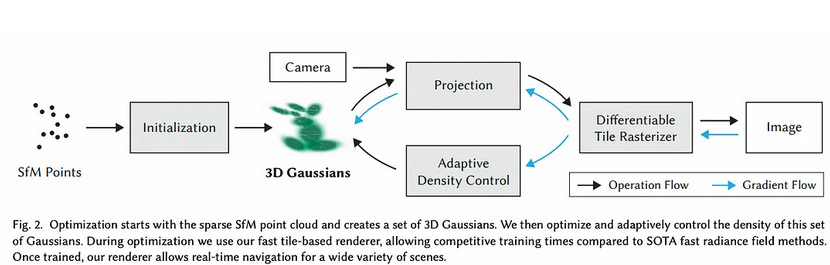 Camera
Projection
Initialization
Differentiable
Tile Rasterizer
Image
SfM Points
3D Gaussians
Adaptive
Density Control
Operation Flow
Gradient Flow
Fig. 2. Optimization starts with the sparse SfM point cloud and creates a set of 3D Gaussians. We then optimize and adaptively control the density of this set
of Gaussians. During optimization we use our fast tile-based renderer, allowing competitive training times compared to SOTA fast radiance field methods.
Once trained, our renderer allows real-time navigation for a wide variety of scenes.